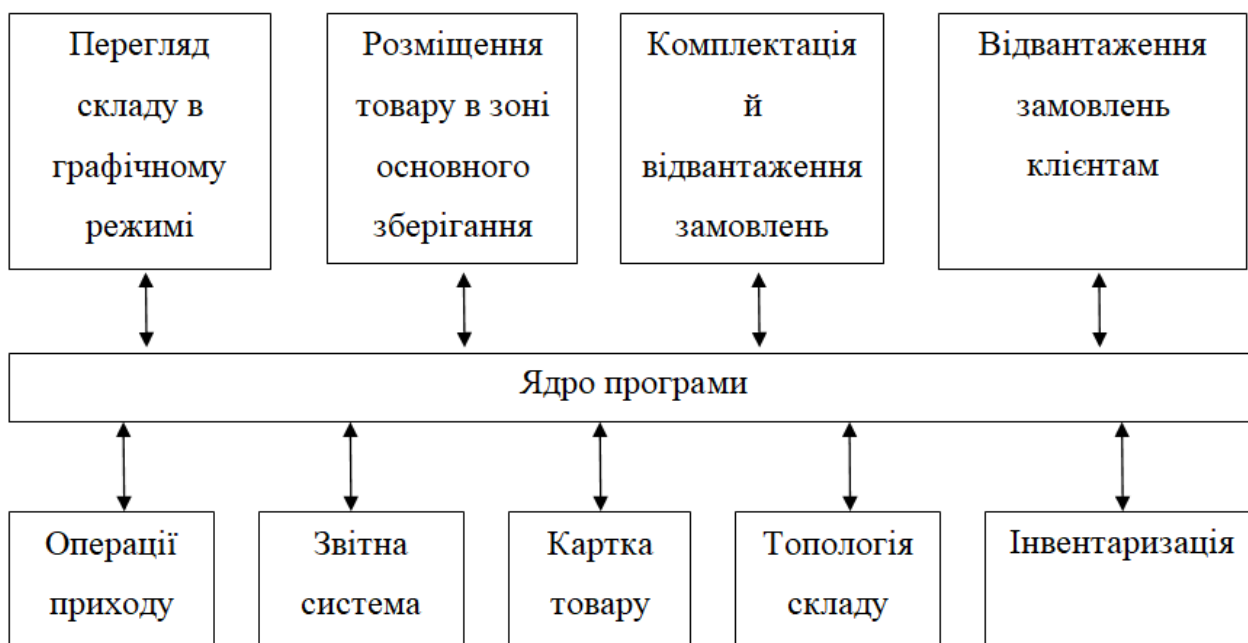 Перегляд
складу в
графічному
режимі
Розміщення
товару в зоні
основного
зберігання
Комплектація
й
відвантаження
замовлень
Відвантаження
замовлень
клієнтам
Ядро програми
Операції
приходу
Звітна
система
Картка
товару
Топологія
складу
Інвентаризація